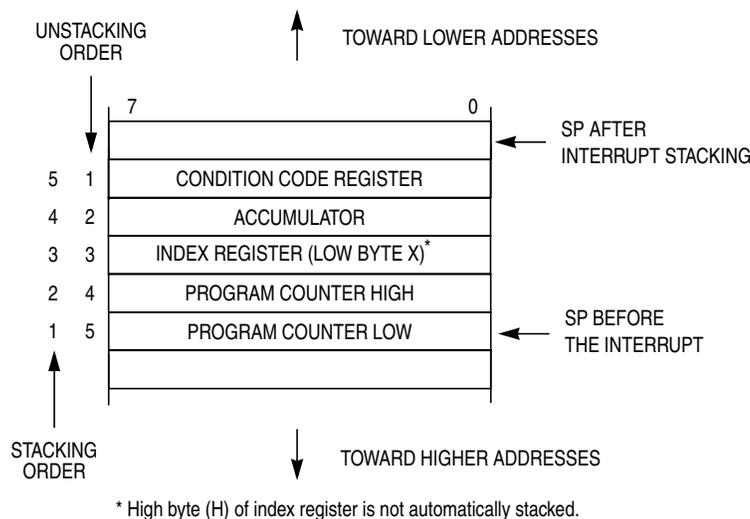 UNSTACKING
ORDER
TOWARD LOWER ADDRESSES
7 0
SP AFTER
INTERRUPT STACKING
5 1 CONDITION CODE REGISTER
4 2 ACCUMULATOR
3 3 INDEX REGISTER (LOW BYTE X)*
2 4 PROGRAM COUNTER HIGH
1 5 PROGRAM COUNTER LOW
SP BEFORE
THE INTERRUPT
STACKING
ORDER
TOWARD HIGHER ADDRESSES
* High byte (H) of index register is not automatically stacked.